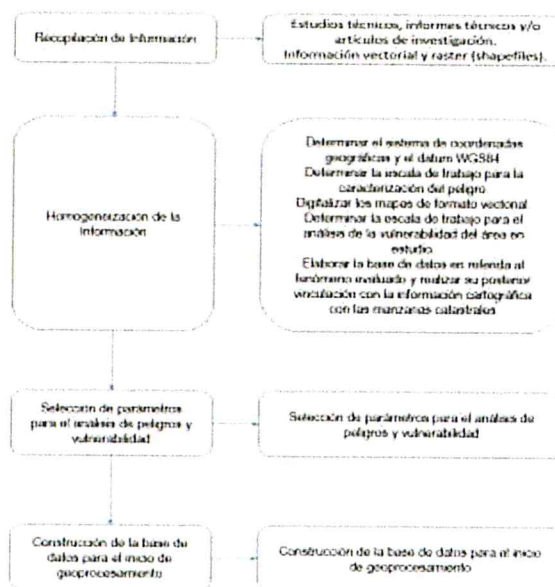 Recopilación de Información
Estudios técnicos, informes técnicos y/o
artículos de investigación.
Información vectorial y raster (shapefiles).
Homogeneización de la
Información
Determinar el sistema de coordenadas
geográficas y el datum WGS84
Determinar la escala de trabajo para la
caracterización del peligro
Digitalizar los mapas de formato vectorial
Determinar la escala de trabajo para el
análisis de la vulnerabilidad del área en
estudio
Elaborar la base de datos en referida al
fenómeno evaluado y realizar su posterior
vinculación con la información cartográfica
con las manzanas catastrales
Selección de parámetros
para el análisis de peligros y
vulnerabilidad
Selección de parámetros para el análisis de
peligros y vulnerabilidad
Construcción de la base de
datos para el inicio de
geoprocesamiento
Construcción de la base de datos para el inicio
de geoprocesamiento